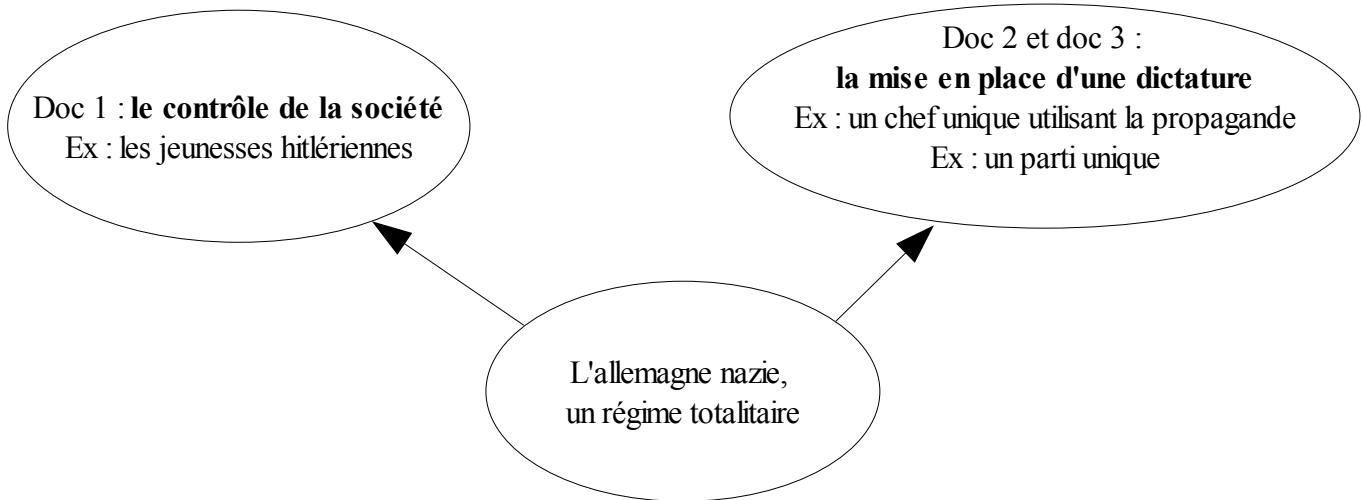 Doc 1 : le contrôle de la société
Ex : les jeunesses hitlériennes
Doc 2 et doc 3 :
la mise en place d'une dictature
Ex : un chef unique utilisant la propagande
Ex : un parti unique
L'allemagne nazie,
un régime totalitaire